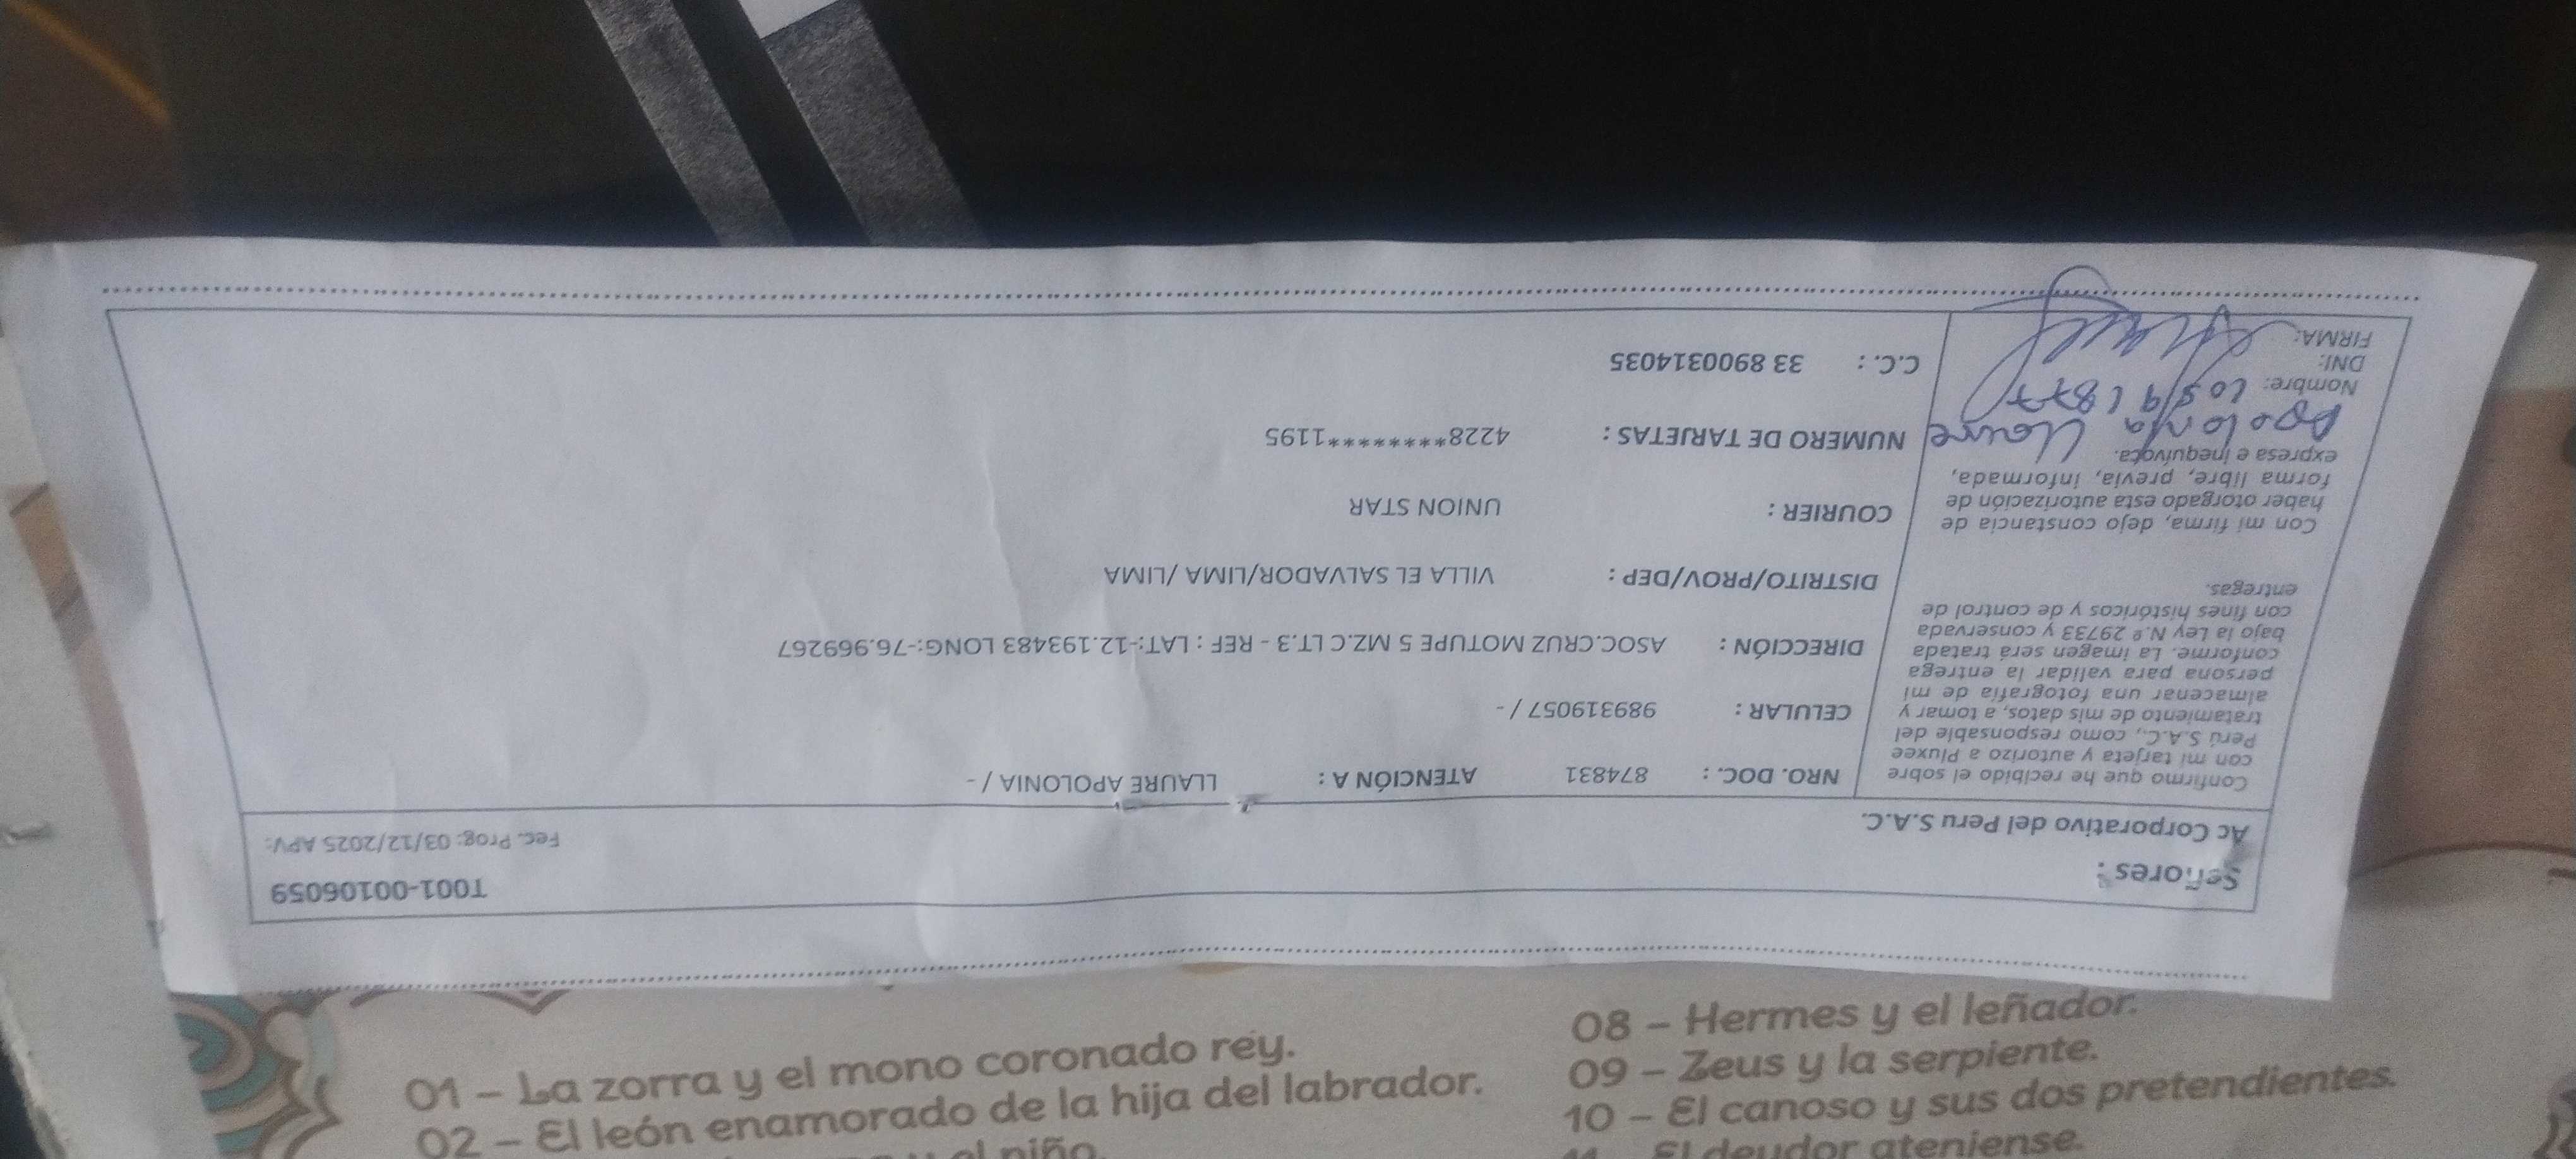 Señores :
Ac Corporativo del Peru S.A.C.
T001-00106059
Fec. Prog: 03/12/2025 APV:
Confirmo que he recibido el sobre
con mi tarjeta y autorizo a Pluxee
Perú S.A.C., como responsable del
tratamiento de mis datos, a tomar y
almacenar una fotografía de mi
persona para validar la entrega
conforme. La imagen será tratada
bajo la Ley N.º 29733 y conservada
con fines históricos y de control de
entregas.
Con mi firma, dejo constancia de
haber otorgado esta autorización de
forma libre, previa, informada,
expresa e inequívoca.
Apolonia Llaure
Nombre:
DNI:
FIRMA:
NRO. DOC. : 874831 ATENCIÓN A : LLAURE APOLONIA / -
CELULAR : 989319057 / -
DIRECCIÓN : ASOC.CRUZ MOTUPE 5 MZ.C LT.3 - REF : LAT:-12.193483 LONG:-76.969267
DISTRITO/PROV/DEP : VILLA EL SALVADOR/LIMA /LIMA
COURIER : UNION STAR
NUMERO DE TARJETAS : 4228*********1195
C.C. : 33 8900314035
01 – La zorra y el mono coronado rey.
02 – El león enamorado de la hija del labrador.
y el niño.
08 – Hermes y el leñador.
09 – Zeus y la serpiente.
10 – El canoso y sus dos pretendientes.
11 El deudor ateniense.